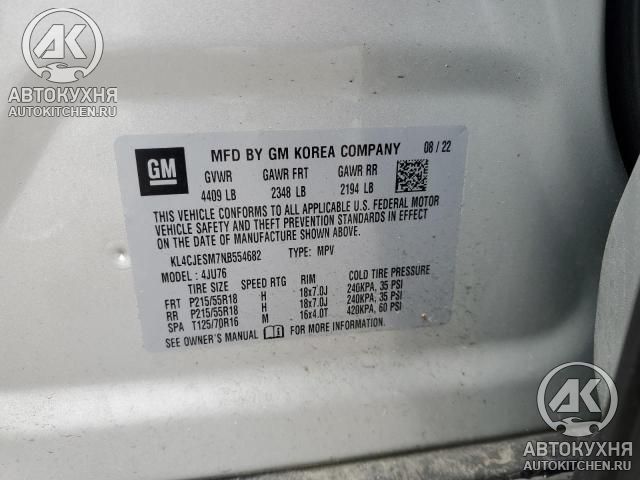 AK
АВТОКУХНЯ
AUTOKITCHEN.RU
GM
MFD BY GM KOREA COMPANY 08 / 22
GVWR GAWR FRT GAWR RR
4409 LB 2348 LB 2194 LB
THIS VEHICLE CONFORMS TO ALL APPLICABLE U.S. FEDERAL MOTOR
VEHICLE SAFETY AND THEFT PREVENTION STANDARDS IN EFFECT
ON THE DATE OF MANUFACTURE SHOWN ABOVE.
KL4CJESM7NB554682 TYPE: MPV
MODEL: 4JU76
TIRE SIZE SPEED RTG RIM COLD TIRE PRESSURE
FRT P215/55R18 H 18x7.0J 240KPA, 35 PSI
RR P215/55R18 H 18x7.0J 240KPA, 35 PSI
SPA T125/70R16 M 16x4.0T 420KPA, 60 PSI
SEE OWNER'S MANUAL FOR MORE INFORMATION.
AK
АВТОКУХНЯ
AUTOKITCHEN.RU